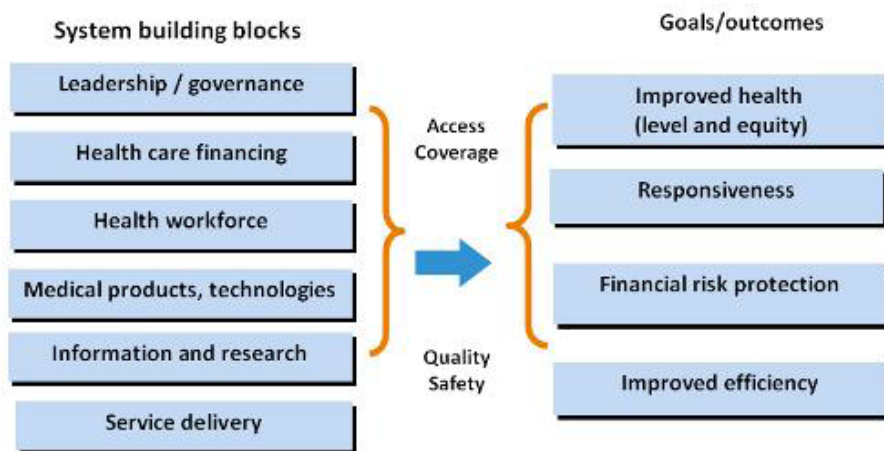 System building blocks
Leadership / governance
Health care financing
Health workforce
Medical products, technologies
Information and research
Service delivery
Access
Coverage
Quality
Safety
Goals/outcomes
Improved health
(level and equity)
Responsiveness
Financial risk protection
Improved efficiency